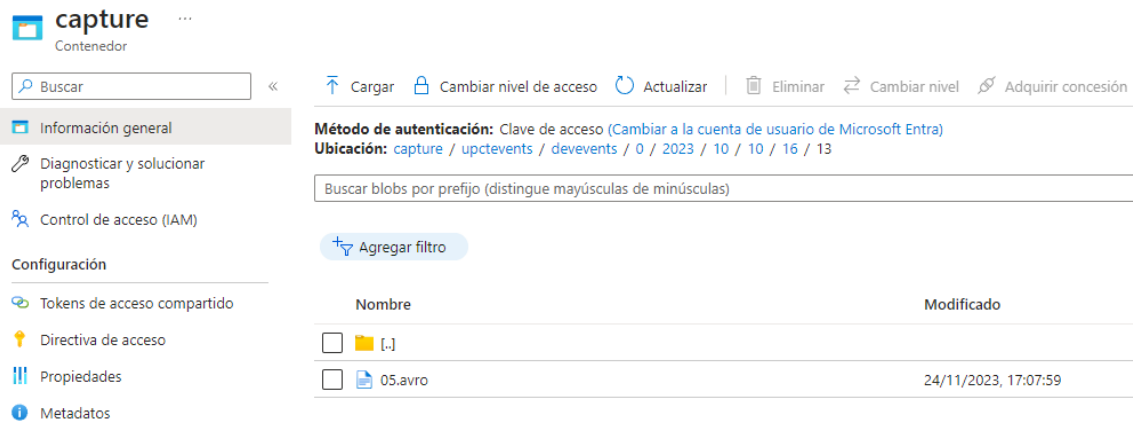 capture ...
Contenedor
Buscar «
Cargar Cambiar nivel de acceso Actualizar Eliminar Cambiar nivel Adquirir concesión
Información general
Diagnosticar y solucionar
problemas
Control de acceso (IAM)
Configuración
Tokens de acceso compartido
Directiva de acceso
Propiedades
Metadatos
Método de autenticación: Clave de acceso (Cambiar a la cuenta de usuario de Microsoft Entra)
Ubicación: capture / upctevents / devevents / 0 / 2023 / 10 / 10 / 16 / 13
Buscar blobs por prefijo (distingue mayúsculas de minúsculas)
Agregar filtro
Nombre Modificado
[..]
05.avro 24/11/2023, 17:07:59